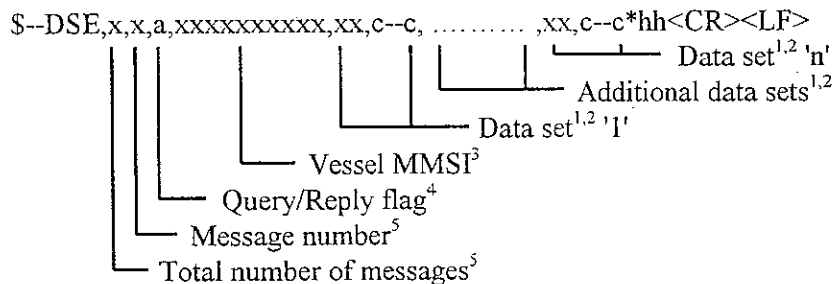 $--DSE,x,x,a,xxxxxxxxxx,xx,c--c, .......... ,xx,c--c*hh<CR><LF>
Data set1,2 'n'
Additional data sets1,2
Data set1,2 '1'
Vessel MMSI3
Query/Reply flag4
Message number5
Total number of messages5